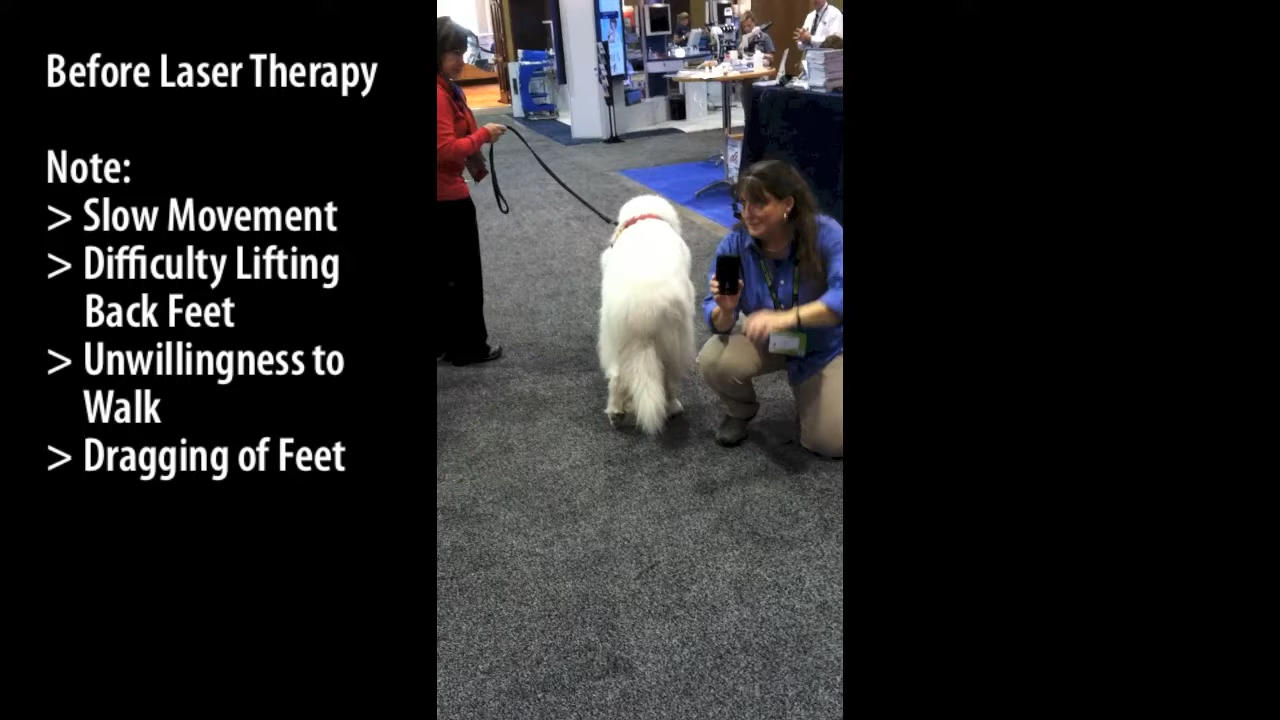 Before Laser Therapy
Note:
> Slow Movement
> Difficulty Lifting
Back Feet
> Unwillingness to
Walk
> Dragging of Feet